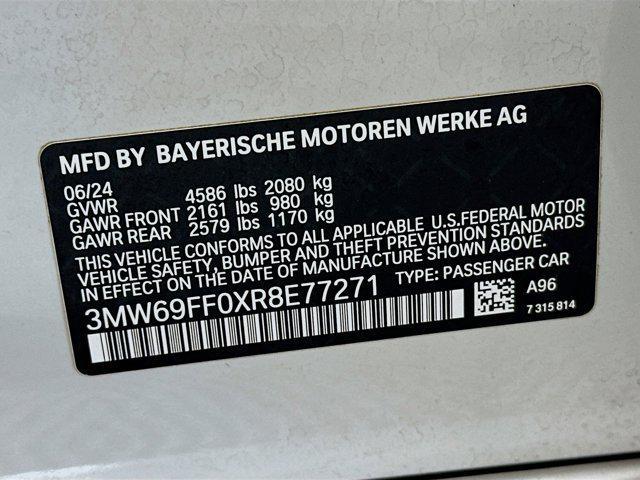 MFD BY BAYERISCHE MOTOREN WERKE AG
06/24
GVWR 4586 lbs 2080 kg
GAWR FRONT 2161 lbs 980 kg
GAWR REAR 2579 lbs 1170 kg
THIS VEHICLE CONFORMS TO ALL APPLICABLE U.S.FEDERAL MOTOR
VEHICLE SAFETY, BUMPER AND THEFT PREVENTION STANDARDS
IN EFFECT ON THE DATE OF MANUFACTURE SHOWN ABOVE.
3MW69FF0XR8E77271 TYPE: PASSENGER CAR
A96
7 315 814